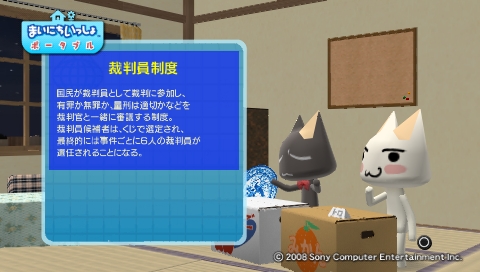 まいにちいっしょ
ポータブル
裁判員制度
国民が裁判員として裁判に参加し、
有罪か無罪か、量刑は適切かなどを
裁判官と一緒に審議する制度。
裁判員候補者は、くじで選定され、
最終的には事件ごとに6人の裁判員が
選任されることになる。
みかん
© 2008 Sony Computer Entertainment Inc.